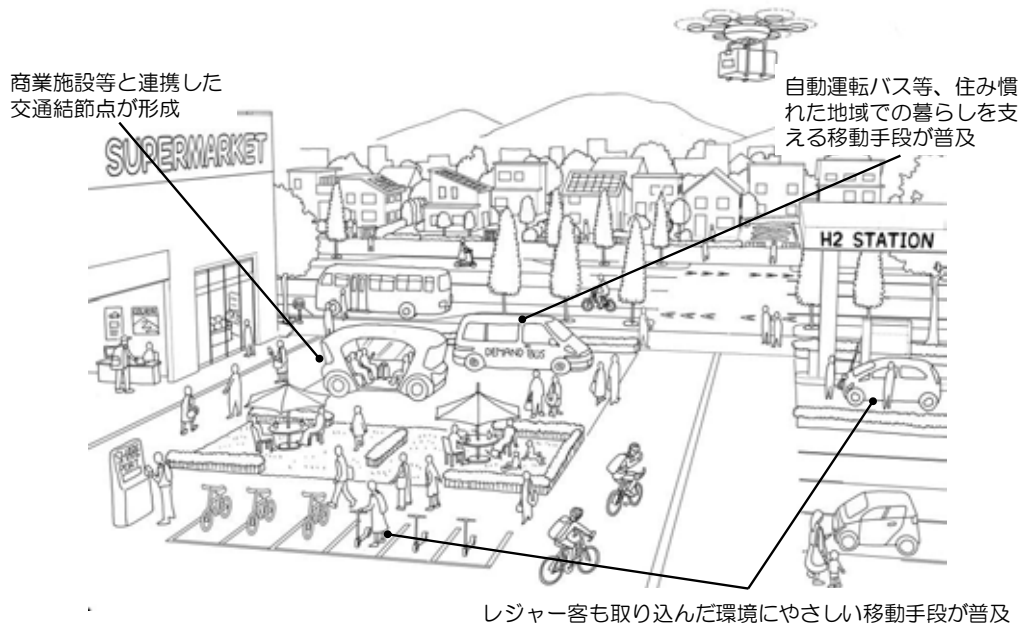 商業施設等と連携した
交通結節点が形成
自動運転バス等、住み慣
れた地域での暮らしを支
える移動手段が普及
SUPERMARKET
H2 STATION
DEMAND BUS
レジャー客も取り込んだ環境にやさしい移動手段が普及